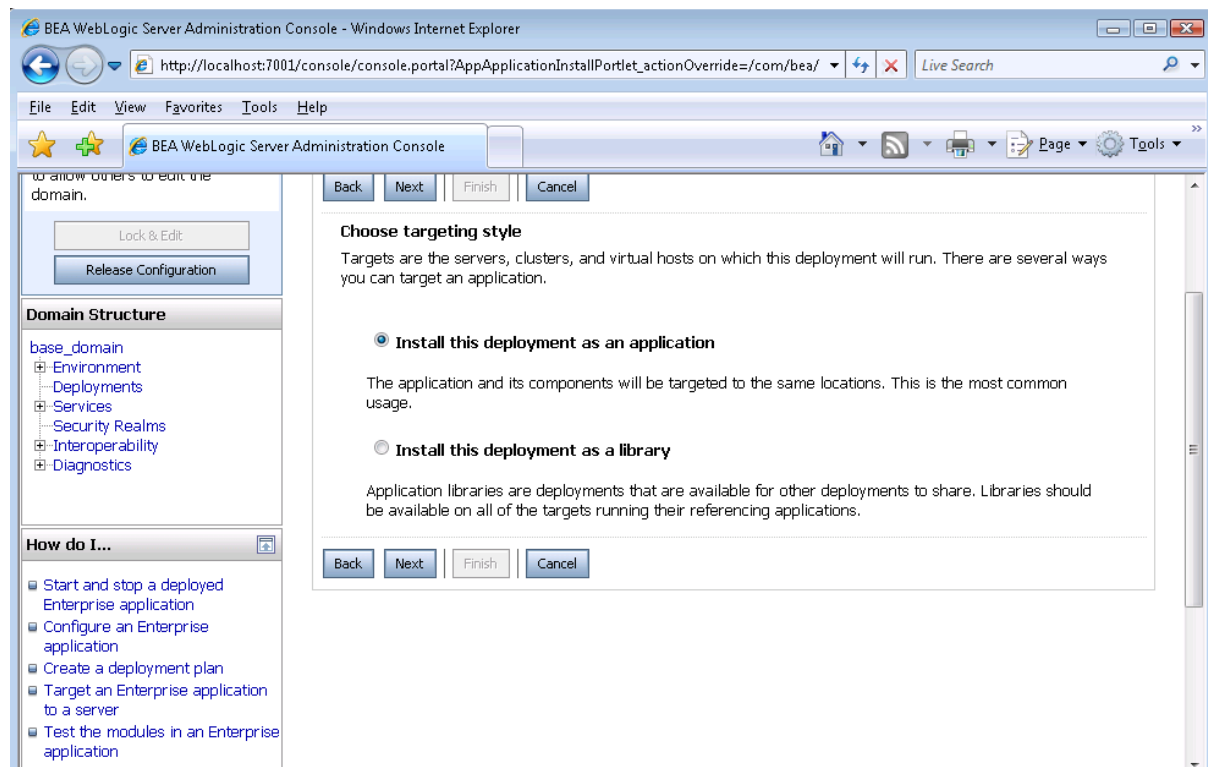 BEA WebLogic Server Administration Console - Windows Internet Explorer
http://localhost:7001/console/console.portal?AppApplicationInstallPortlet_actionOverride=/com/bea/
Live Search
File Edit View Favorites Tools Help
BEA WebLogic Server Administration Console
Page Tools
to allow others to edit the
domain.
Lock & Edit
Release Configuration
Domain Structure
base_domain
Environment
Deployments
Services
Security Realms
Interoperability
Diagnostics
How do I...
Start and stop a deployed
Enterprise application
Configure an Enterprise
application
Create a deployment plan
Target an Enterprise application
to a server
Test the modules in an Enterprise
application
Back Next Finish Cancel
Choose targeting style
Targets are the servers, clusters, and virtual hosts on which this deployment will run. There are several ways
you can target an application.
Install this deployment as an application
The application and its components will be targeted to the same locations. This is the most common
usage.
Install this deployment as a library
Application libraries are deployments that are available for other deployments to share. Libraries should
be available on all of the targets running their referencing applications.
Back Next Finish Cancel